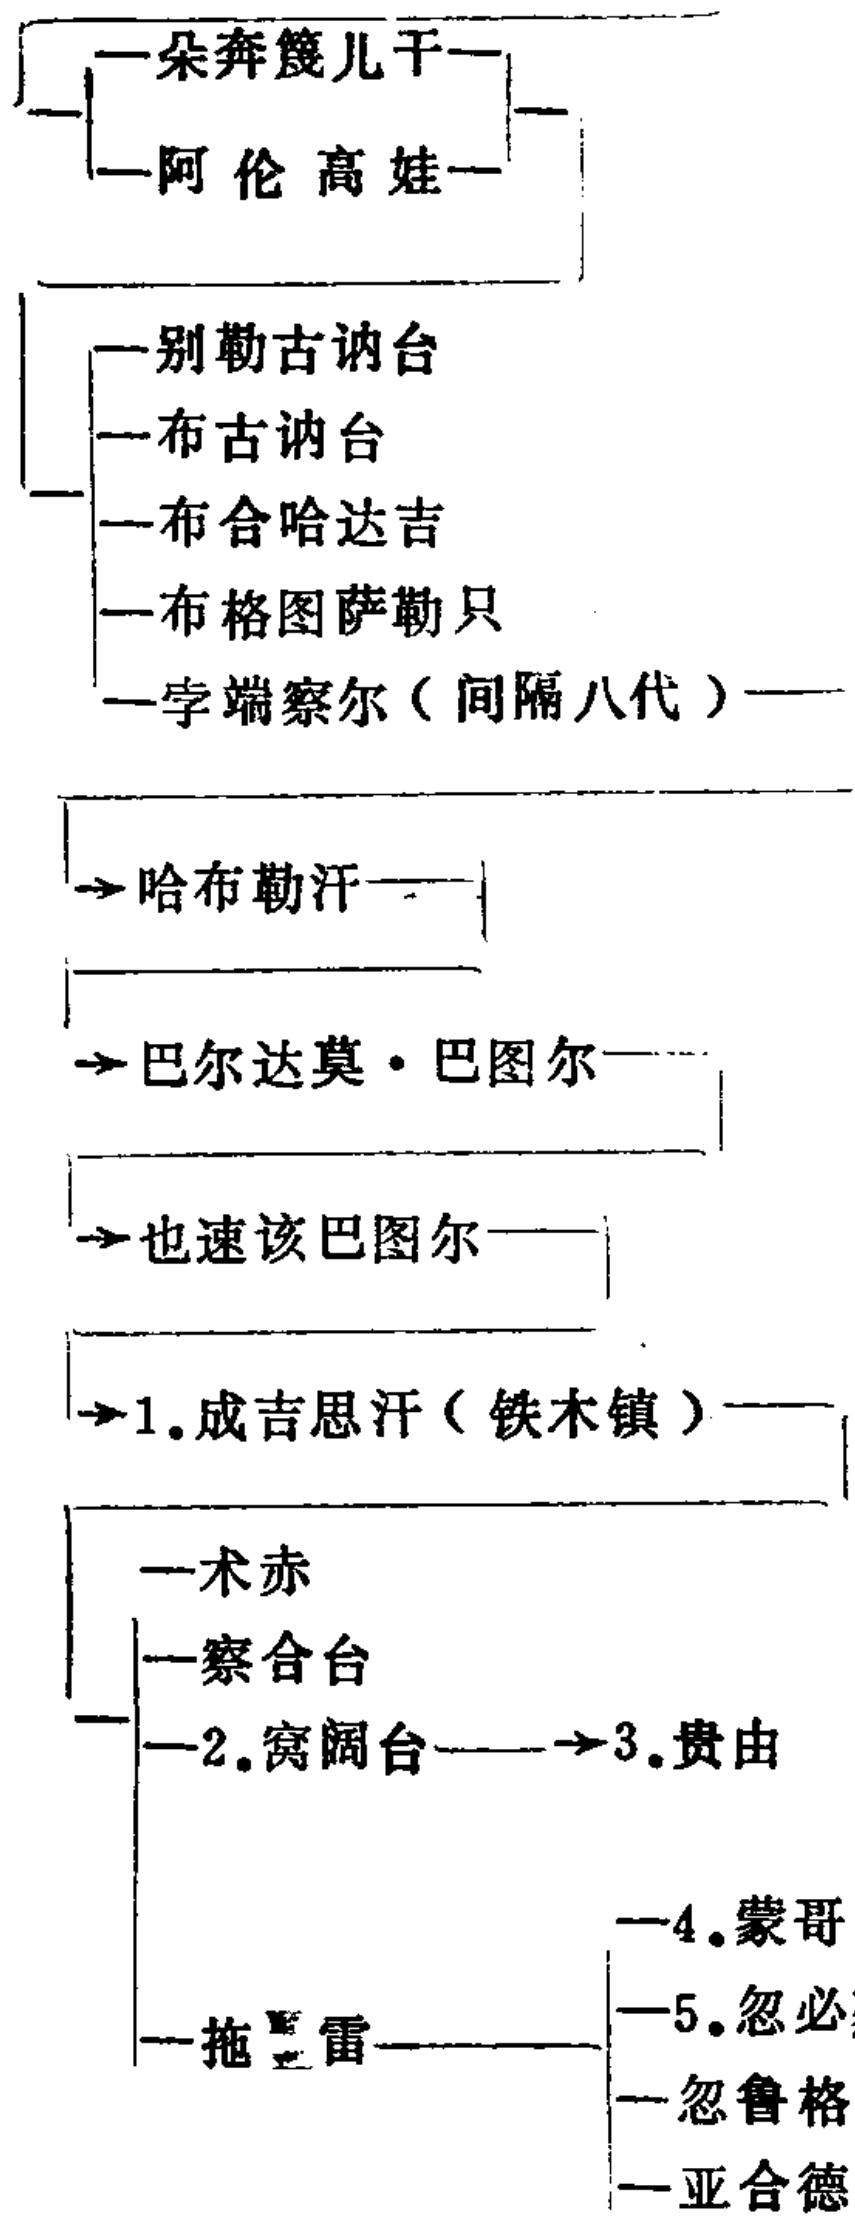 朵奔篾儿干
阿伦高娃
别勒古讷台
布古讷台
布合哈达吉
布格图萨勒只
孛端察尔（间隔八代）
→哈布勒汗
→巴尔达莫·巴图尔
→也速该巴图尔
→1.成吉思汗（铁木镇）
术赤
察合台
2.窝阔台→3.贵由
4.蒙哥
5.忽必
拖雷
忽鲁格
亚合德